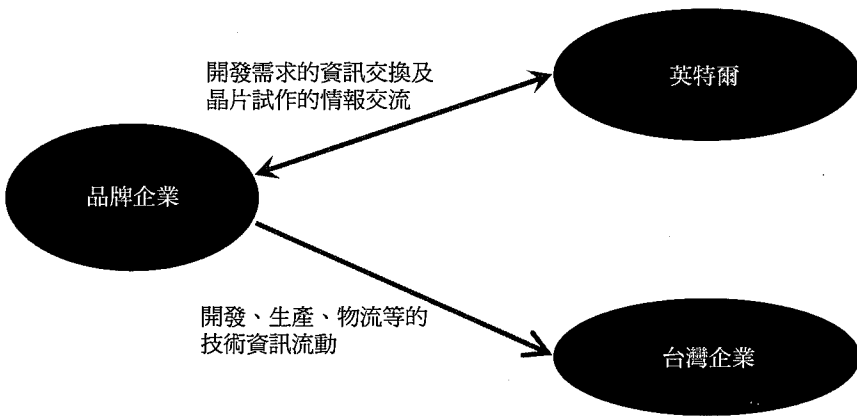 開發需求的資訊交換及
晶片試作的情報交流
英特爾
品牌企業
開發、生產、物流等的
技術資訊流動
台灣企業